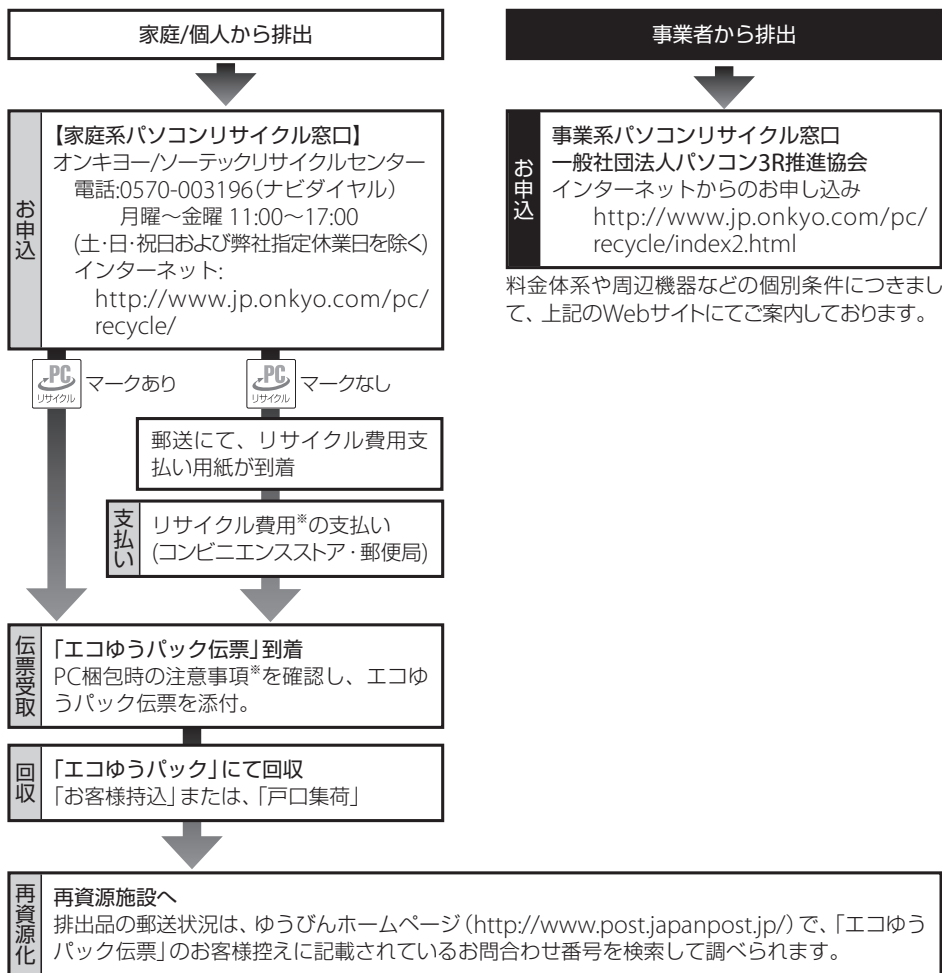 家庭/個人から排出
お申込
【家庭系パソコンリサイクル窓口】
オンキヨー/ソーテックリサイクルセンター
電話:0570-003196(ナビダイヤル)
月曜～金曜 11:00～17:00
(土・日・祝日および弊社指定休業日を除く)
インターネット:
http://www.jp.onkyo.com/pc/
recycle/
PC
リサイクル
マークあり
PC
リサイクル
マークなし
郵送にて、リサイクル費用支
払い用紙が到着
支払い
リサイクル費用※の支払い
(コンビニエンスストア・郵便局)
伝票受取
「エコゆうパック伝票」到着
PC梱包時の注意事項※を確認し、エコゆ
うパック伝票を添付。
回収
「エコゆうパック」にて回収
「お客様持込」または、「戸口集荷」
事業者から排出
お申込
事業系パソコンリサイクル窓口
一般社団法人パソコン3R推進協会
インターネットからのお申し込み
http://www.jp.onkyo.com/pc/
recycle/index2.html
料金体系や周辺機器などの個別条件につきまし
て、上記のWebサイトにてご案内しております。
再資源化
再資源施設へ
排出品の郵送状況は、ゆうびんホームページ(http://www.post.japanpost.jp/)で、「エコゆう
パック伝票」のお客様控えに記載されているお問合わせ番号を検索して調べられます。